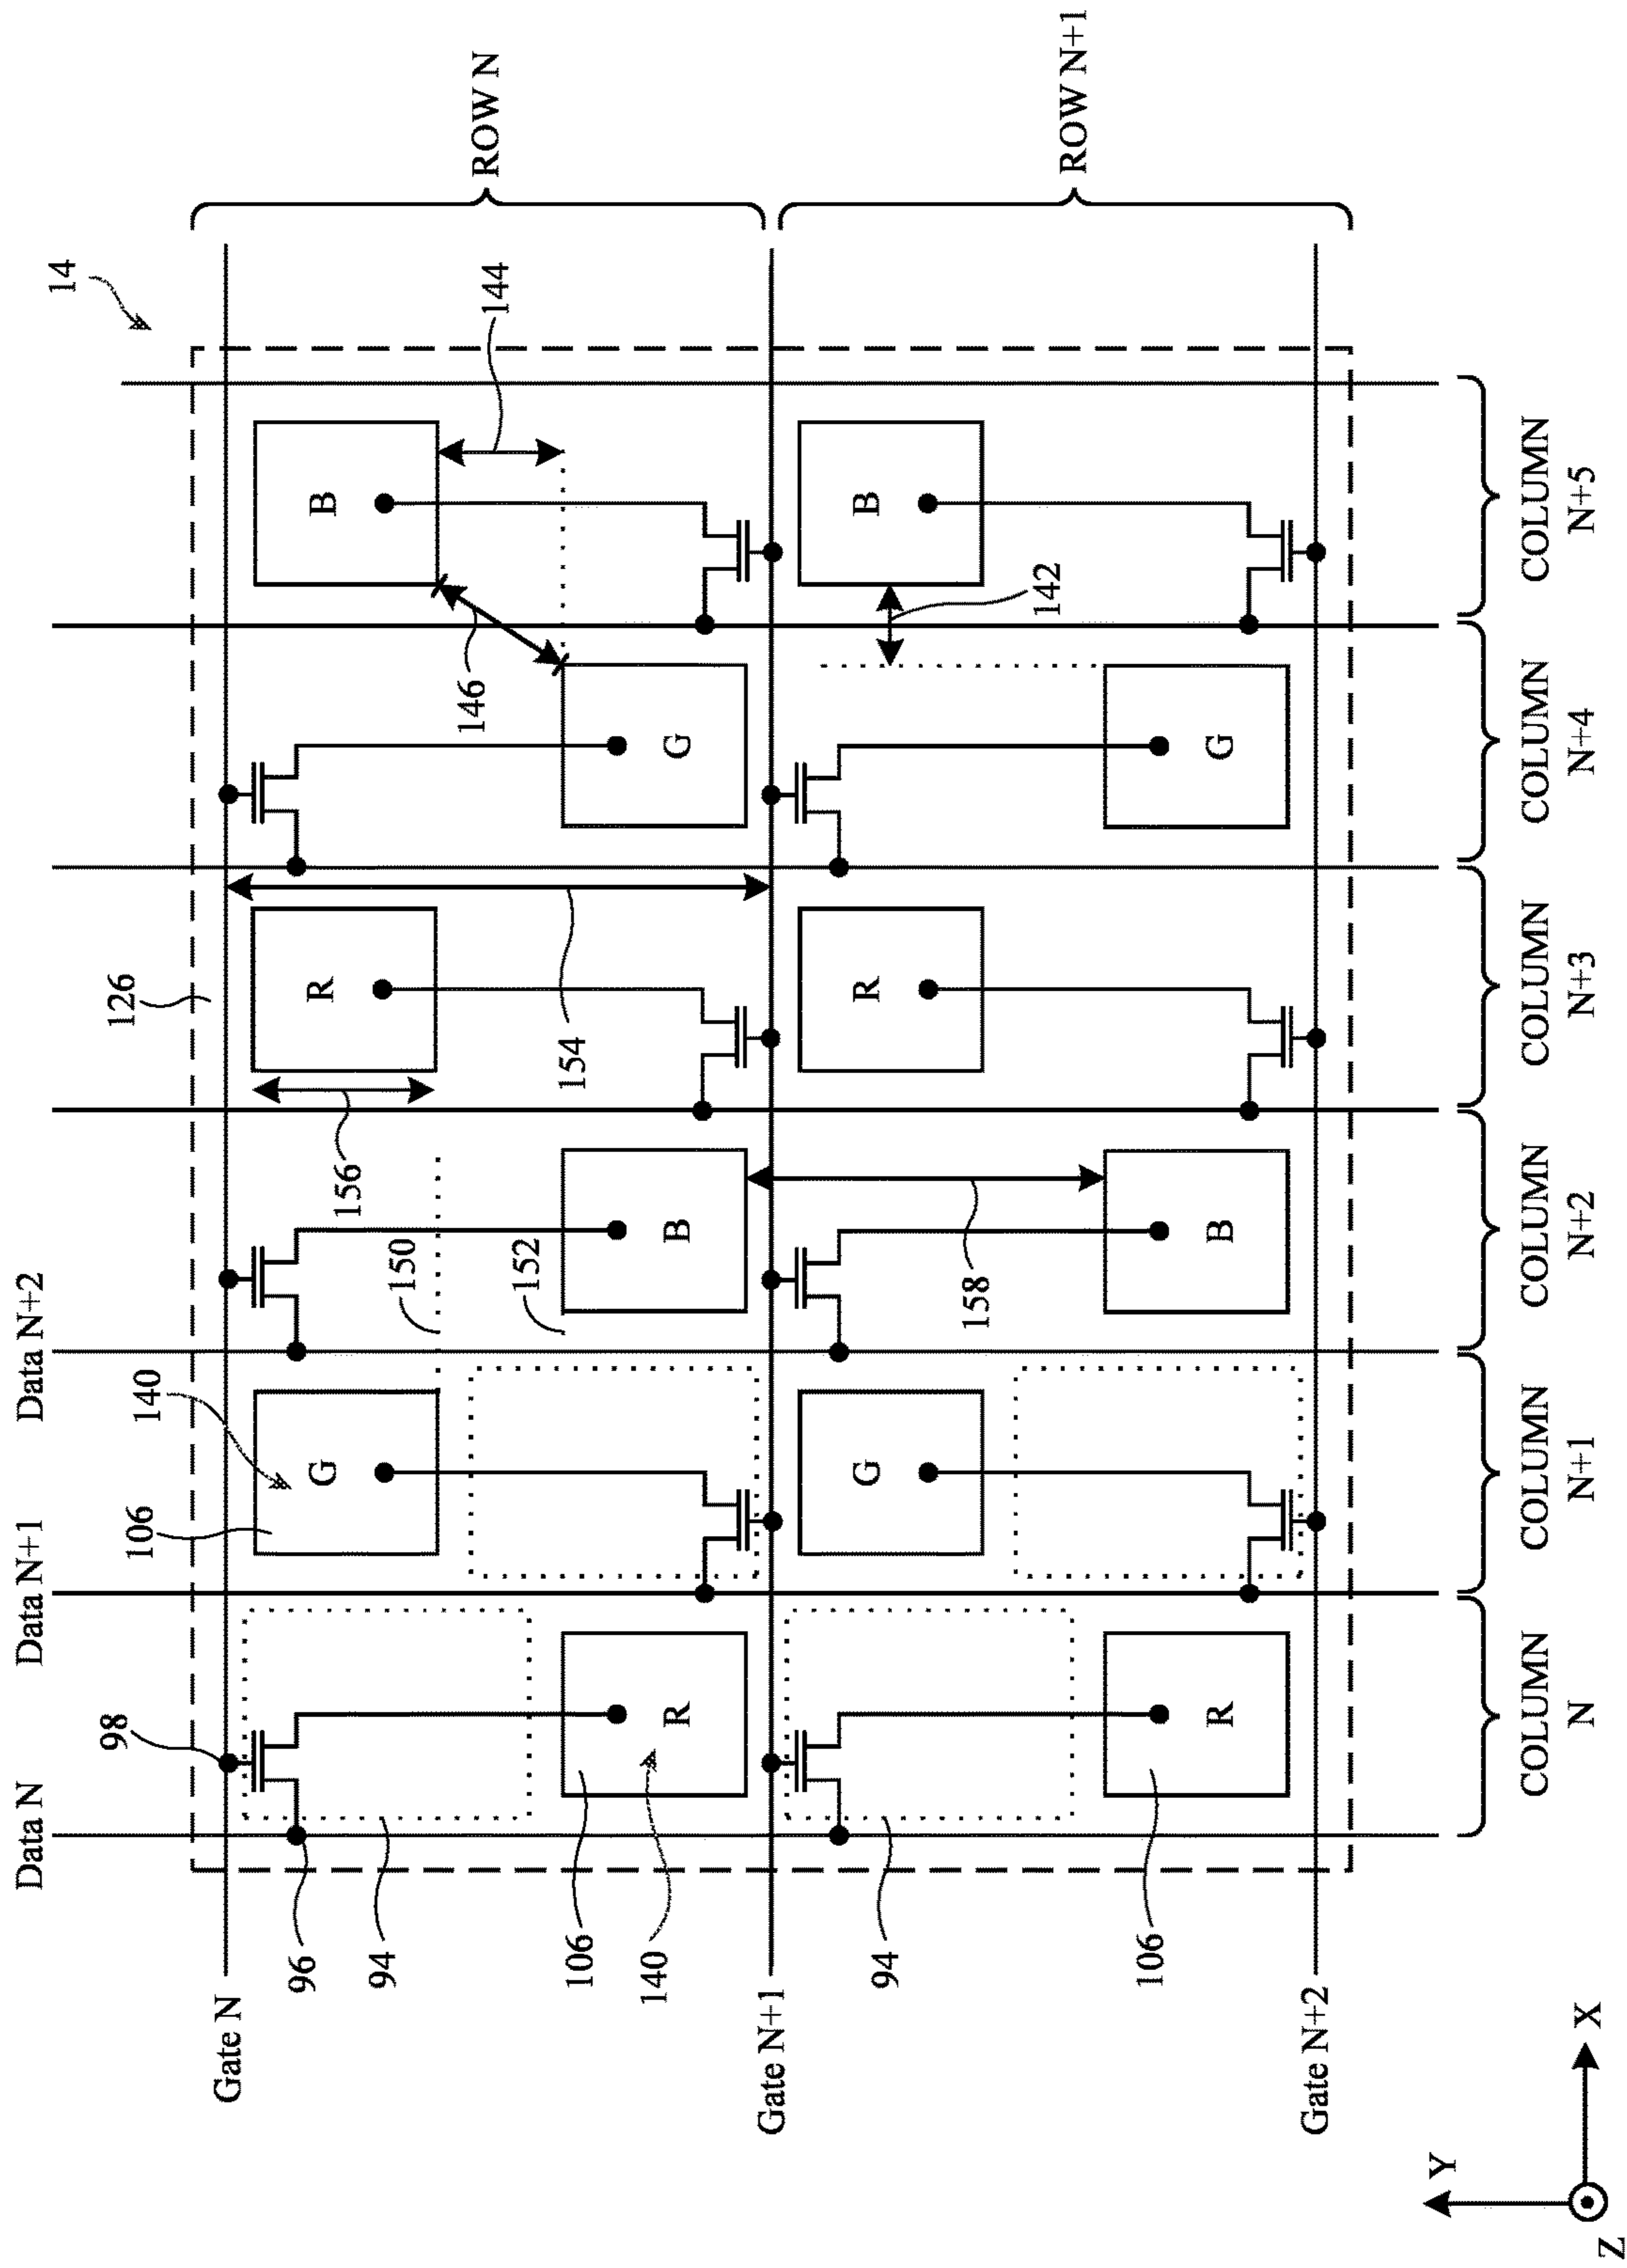 Data N
Data N+1
Data N+2
14
98
126
106
140
Gate N
96
G
R
B
156
94
150
146
ROW N
144
152
154
106
140
R
B
G
Gate N+1
94
G
R
B
158
142
ROW N+1
106
R
B
G
Gate N+2
Y
COLUMN
N
COLUMN
N+1
COLUMN
N+2
COLUMN
N+3
COLUMN
N+4
COLUMN
N+5
X
Z